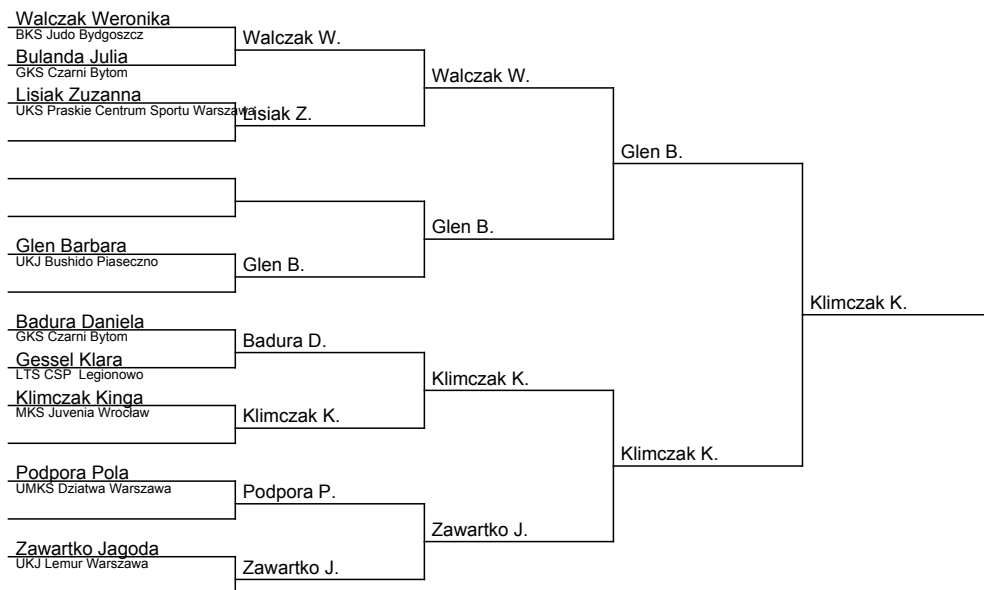 Walczak Weronika
BKS Judo Bydgoszcz
Bulanda Julia
GKS Czarni Bytom
Lisiak Zuzanna
UKS Praskie Centrum Sportu Warszawa
Glen Barbara
UKJ Bushido Piaseczno
Badura Daniela
GKS Czarni Bytom
Gessel Klara
LTS CSP Legionowo
Klimczak Kinga
MKS Juvenia Wrocław
Podpora Pola
UMKS Dziatwa Warszawa
Zawartko Jagoda
UKJ Lemur Warszawa
Walczak W.
Lisiak Z.
Glen B.
Badura D.
Klimczak K.
Podpora P.
Zawartko J.
Walczak W.
Glen B.
Klimczak K.
Zawartko J.
Glen B.
Klimczak K.
Klimczak K.